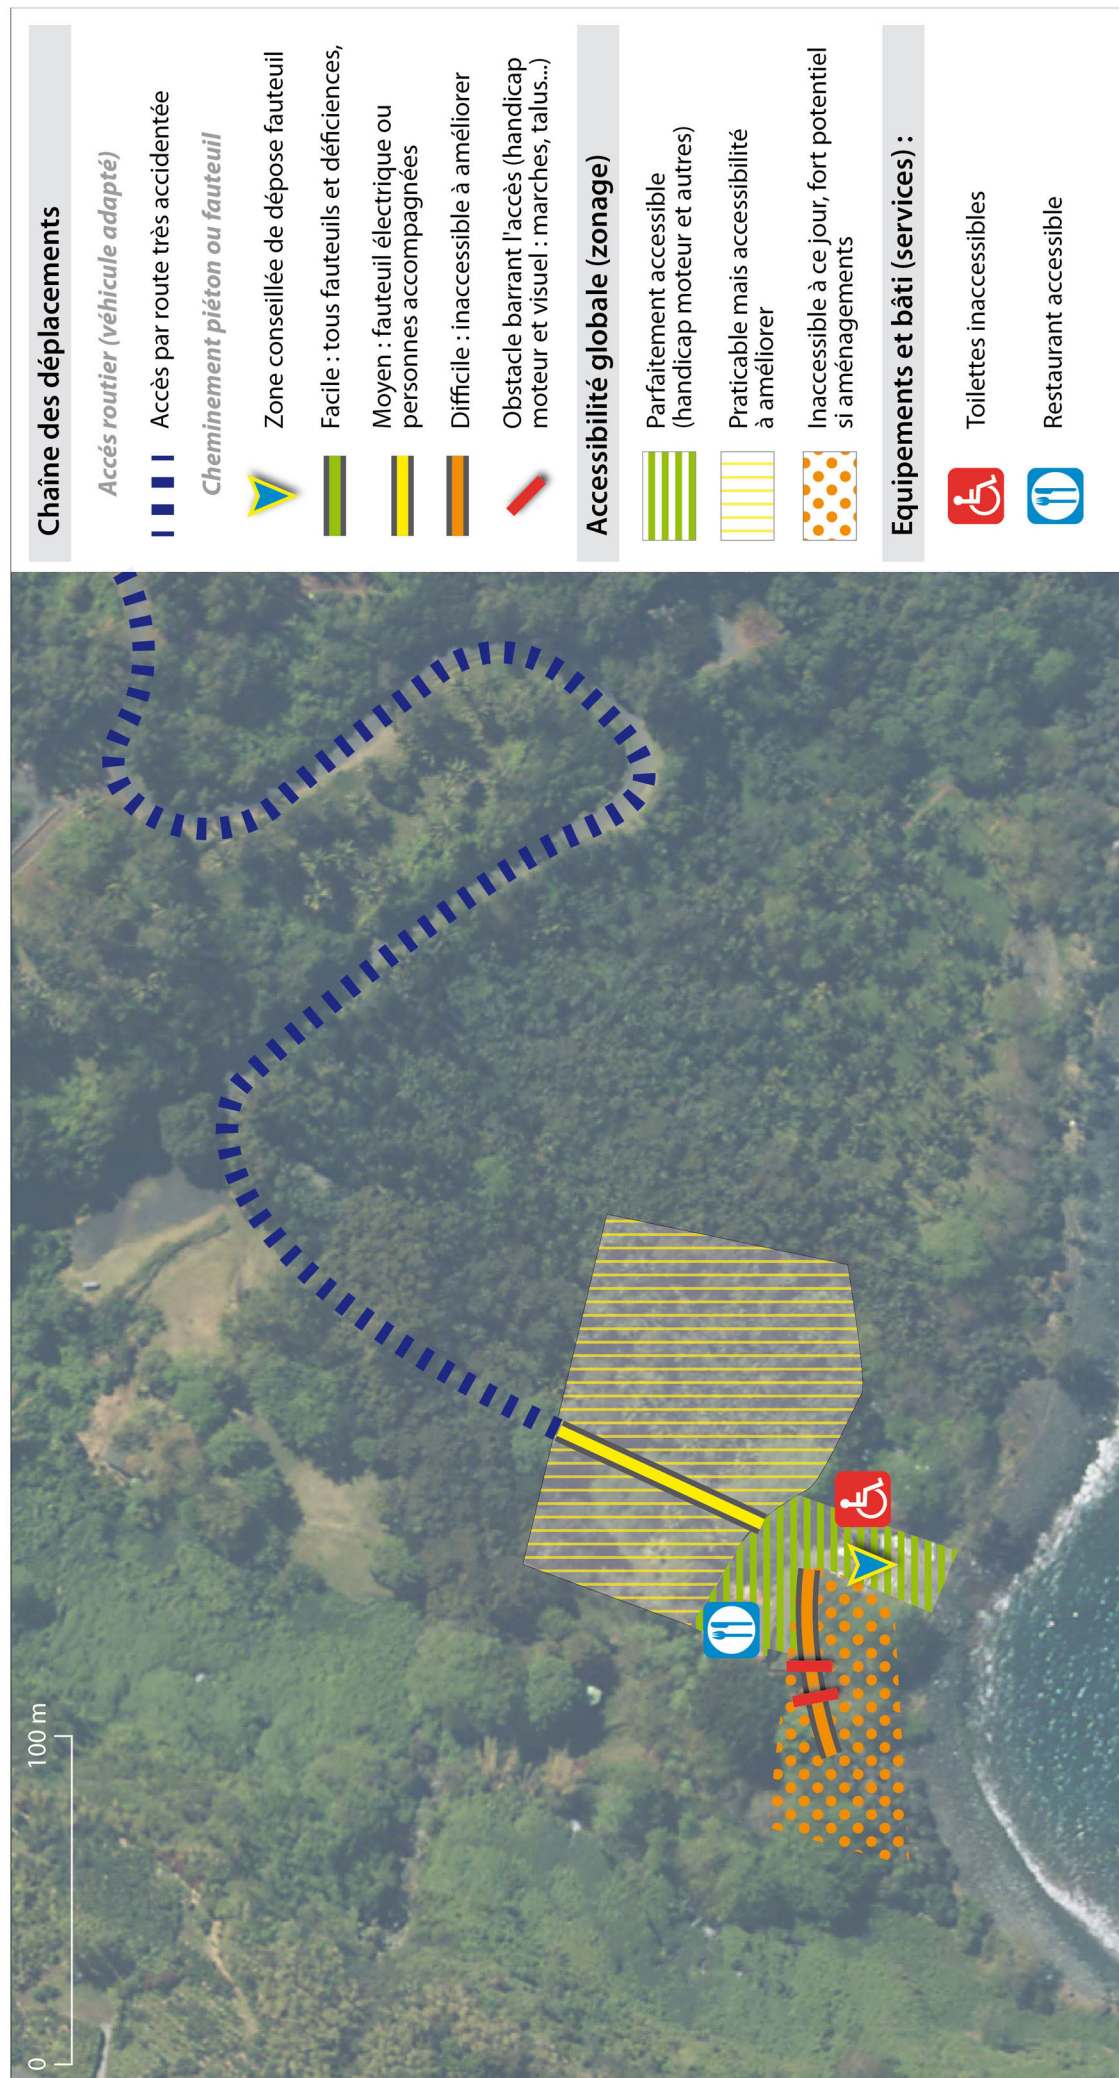 Chaîne des déplacements
Accés routier (véhicule adapté)
Accès par route très accidentée
Cheminement piéton ou fauteuil
Zone conseillée de dépose fauteuil
Facile : tous fauteuils et déficiences,
Moyen : fauteuil électrique ou
personnes accompagnées
Difficile : inaccessible à améliorer
Obstacle barrant l'accès (handicap
moteur et visuel : marches, talus...)
Accessibilité globale (zonage)
Parfaitement accessible
(handicap moteur et autres)
Praticable mais accessibilité
à améliorer
Inaccessible à ce jour, fort potentiel
si aménagements
Equipements et bâti (services) :
Toilettes inaccessibles
Restaurant accessible
0
100 m